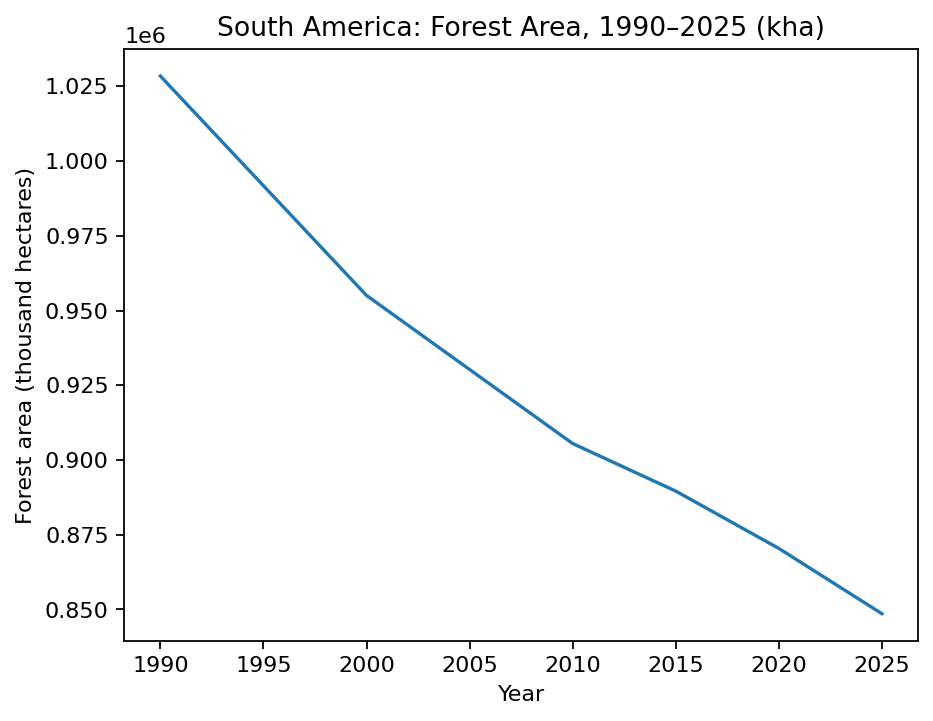 South America: Forest Area, 1990–2025 (kha)
1e6
1.025
1.000
0.975
0.950
0.925
0.900
0.875
0.850
Forest area (thousand hectares)
1990 1995 2000 2005 2010 2015 2020 2025
Year